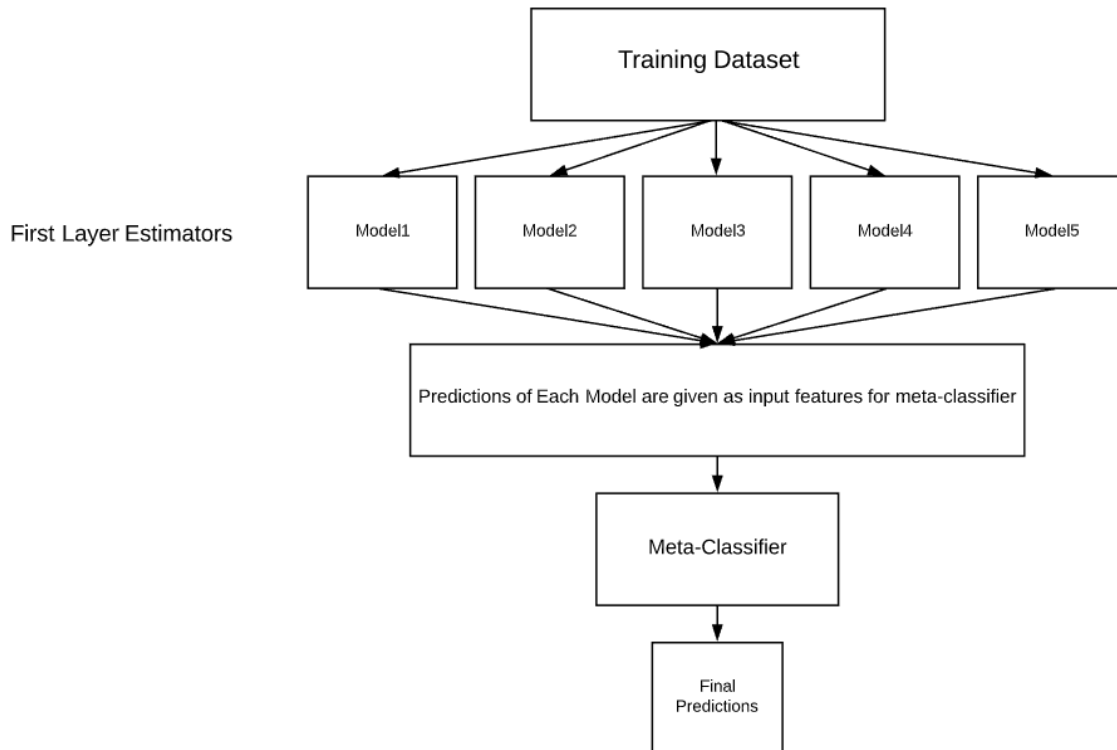 Training Dataset
First Layer Estimators
Model1
Model2
Model3
Model4
Model5
Predictions of Each Model are given as input features for meta-classifier
Meta-Classifier
Final
Predictions